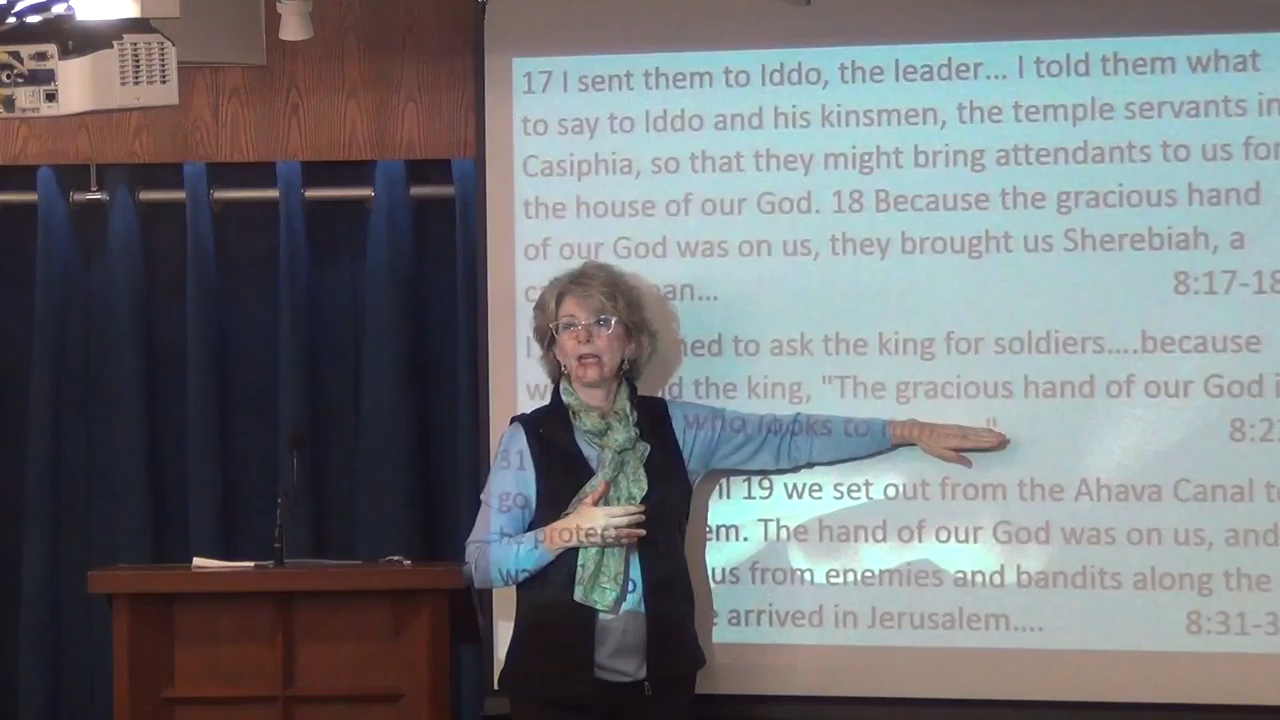 17 I sent them to Iddo, the leader... I told them what
to say to Iddo and his kinsmen, the temple servants in
Casiphia, so that they might bring attendants to us for
the house of our God. 18 Because the gracious hand
of our God was on us, they brought us Sherebiah, a
8:17-18
to ask the king for soldiers....because
the king, "The gracious hand of our God
who looks to
31
19 we set out from the Ahava Canal
go
The hand of our God was on us, and
he
us from enemies and bandits along the
arrived in Jerusalem....
8:31-3